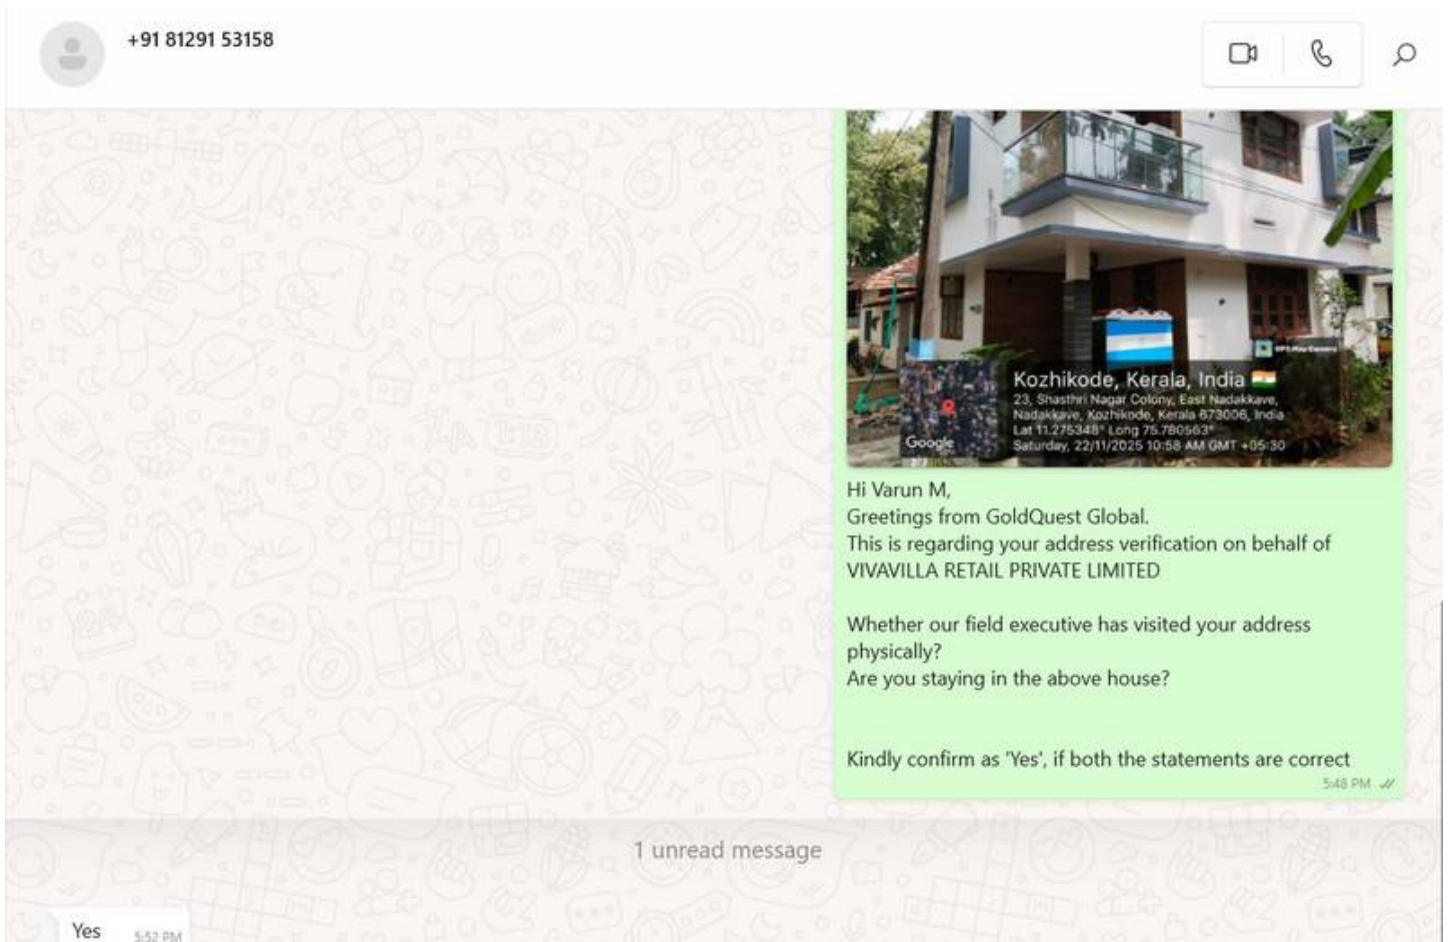 +91 81291 53158
GPS Map Camera
Kozhikode, Kerala, India
23, Shasthri Nagar Colony, East Nadakkave,
Nadakkave, Kozhikode, Kerala 673006, India
Lat 11.275348° Long 75.780563°
Saturday, 22/11/2025 10:58 AM GMT +05:30
Google
Hi Varun M,
Greetings from GoldQuest Global.
This is regarding your address verification on behalf of
VIVAVILLA RETAIL PRIVATE LIMITED
Whether our field executive has visited your address
physically?
Are you staying in the above house?
Kindly confirm as 'Yes', if both the statements are correct
5:48 PM
1 unread message
Yes
5:52 PM